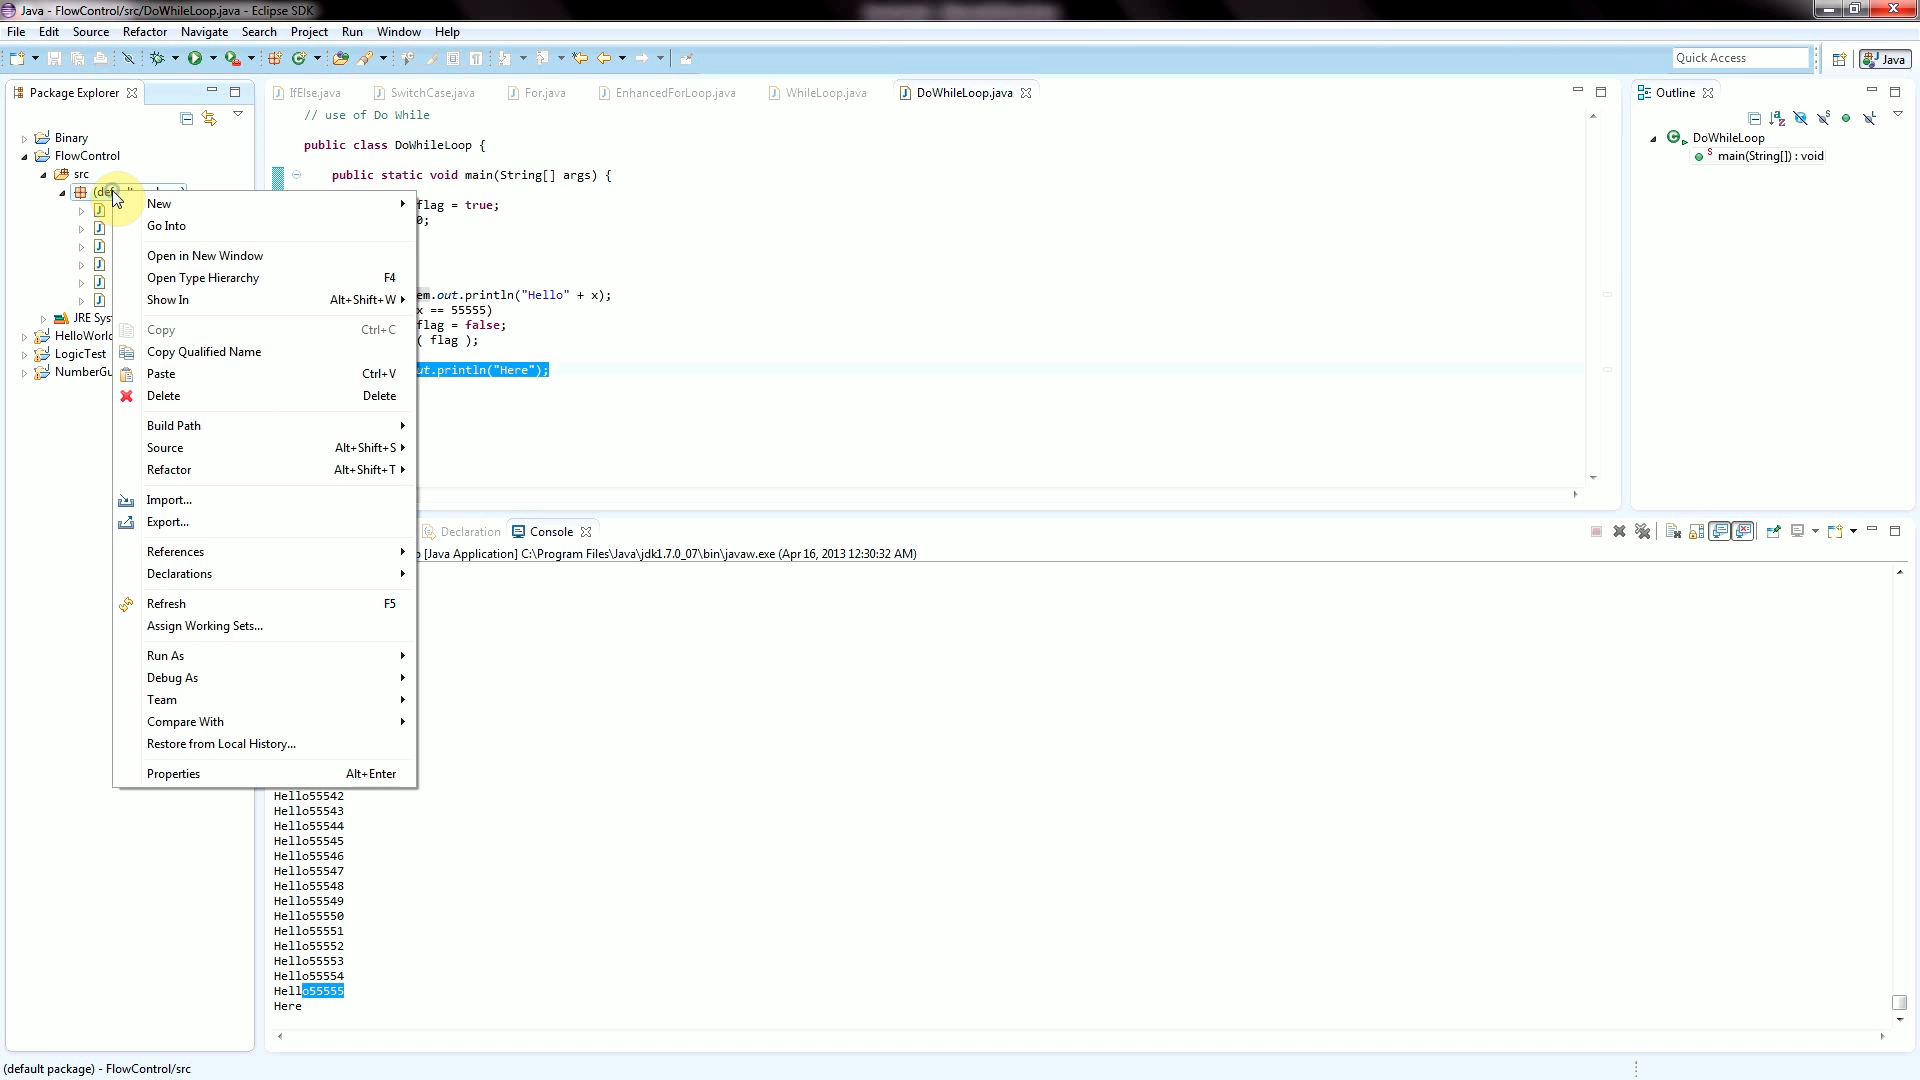 Java - FlowControl/src/DoWhileLoop.java - Eclipse SDK
File Edit Source Refactor Navigate Search Project Run Window Help
Quick Access
Java
Package Explorer
Binary
FlowControl
src
JRE Sys
HelloWorld
LogicTest
NumberGu
New
Go Into
Open in New Window
Open Type Hierarchy F4
Show In Alt+Shift+W
Copy Ctrl+C
Copy Qualified Name
Paste Ctrl+V
Delete Delete
Build Path
Source Alt+Shift+S
Refactor Alt+Shift+T
Import...
Export...
References
Declarations
Refresh F5
Assign Working Sets...
Run As
Debug As
Team
Compare With
Restore from Local History...
Properties Alt+Enter
IfElse.java SwitchCase.java For.java EnhancedForLoop.java WhileLoop.java DoWhileLoop.java
// use of Do While
public class DoWhileLoop {
public static void main(String[] args) {
flag = true;
0;
em.out.println("Hello" + x);
x == 55555)
flag = false;
( flag );
ut.println("Here");
Outline
DoWhileLoop
S main(String[]) : void
Declaration Console
[Java Application] C:\Program Files\Java\jdk1.7.0_07\bin\javaw.exe (Apr 16, 2013 12:30:32 AM)
Hello55542
Hello55543
Hello55544
Hello55545
Hello55546
Hello55547
Hello55548
Hello55549
Hello55550
Hello55551
Hello55552
Hello55553
Hello55554
Hello55555
Here
(default package) - FlowControl/src